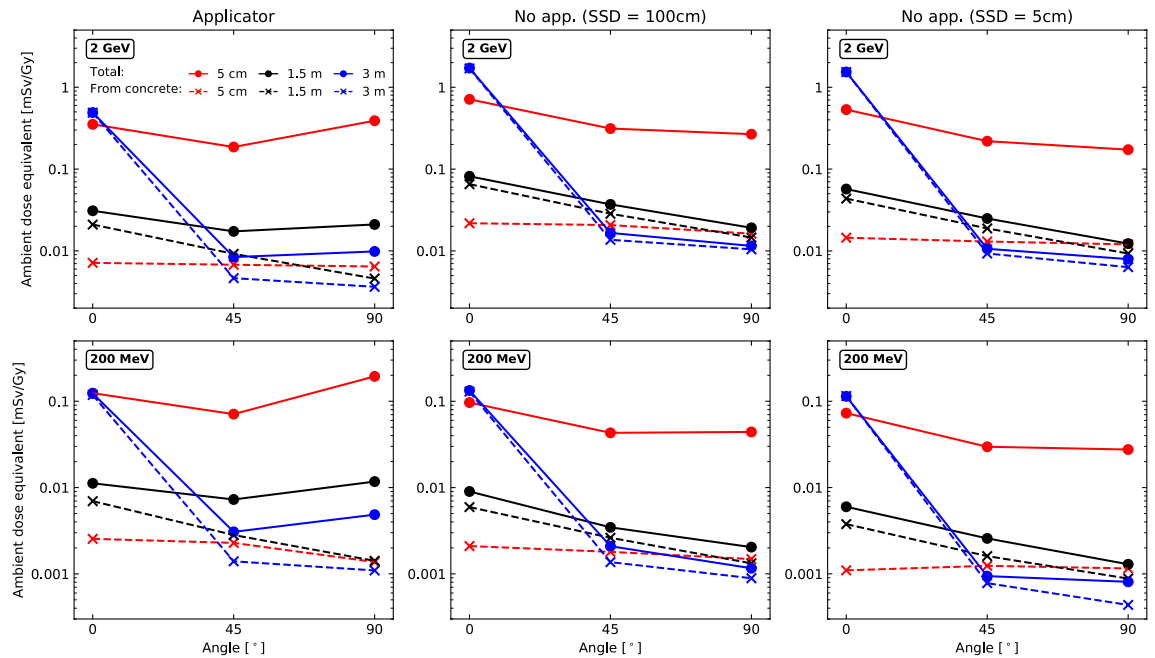 Applicator
No app. (SSD = 100cm)
No app. (SSD = 5cm)
Ambient dose equivalent [mSv/Gy]
2 GeV
Total: 5 cm 1.5 m 3 m
From concrete: 5 cm 1.5 m 3 m
1
0.1
0.01
0 45 90
2 GeV
1
0.1
0.01
0 45 90
2 GeV
1
0.1
0.01
0 45 90
Ambient dose equivalent [mSv/Gy]
200 MeV
0.1
0.01
0.001
0 45 90
Angle [°]
200 MeV
0.1
0.01
0.001
0 45 90
Angle [°]
200 MeV
0.1
0.01
0.001
0 45 90
Angle [°]